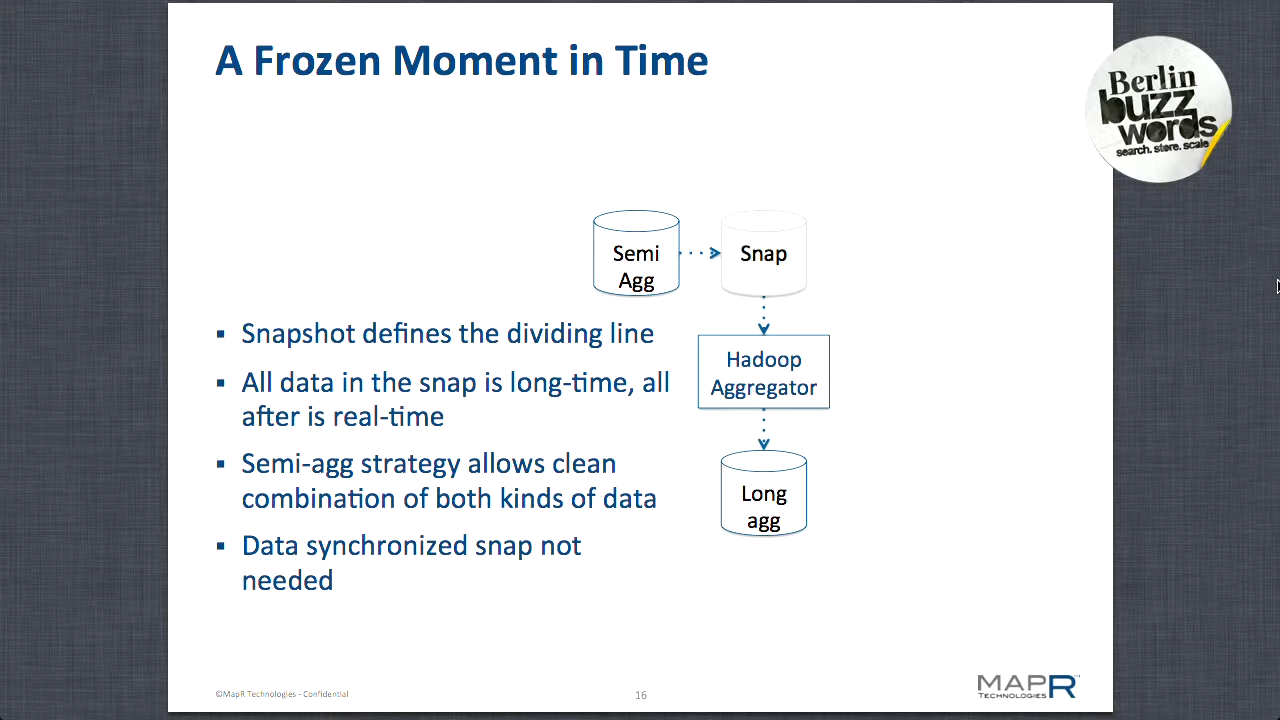 A Frozen Moment in Time
Berlin
buzz
words
search. store. scale
Semi
Agg
Snap
Hadoop
Aggregator
Long
agg
▪ Snapshot defines the dividing line
▪ All data in the snap is long-time, all
after is real-time
▪ Semi-agg strategy allows clean
combination of both kinds of data
▪ Data synchronized snap not
needed
©MapR Technologies - Confidential
16
MAPR™
TECHNOLOGIES